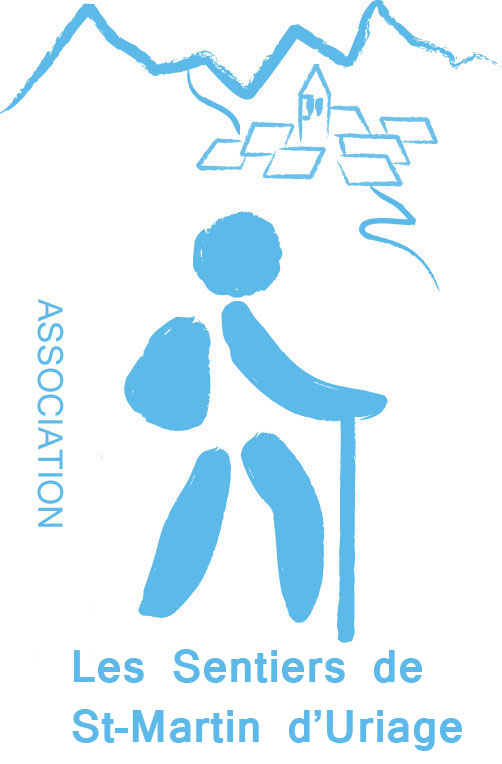 ASSOCIATION
Les Sentiers de
St-Martin d’Uriage